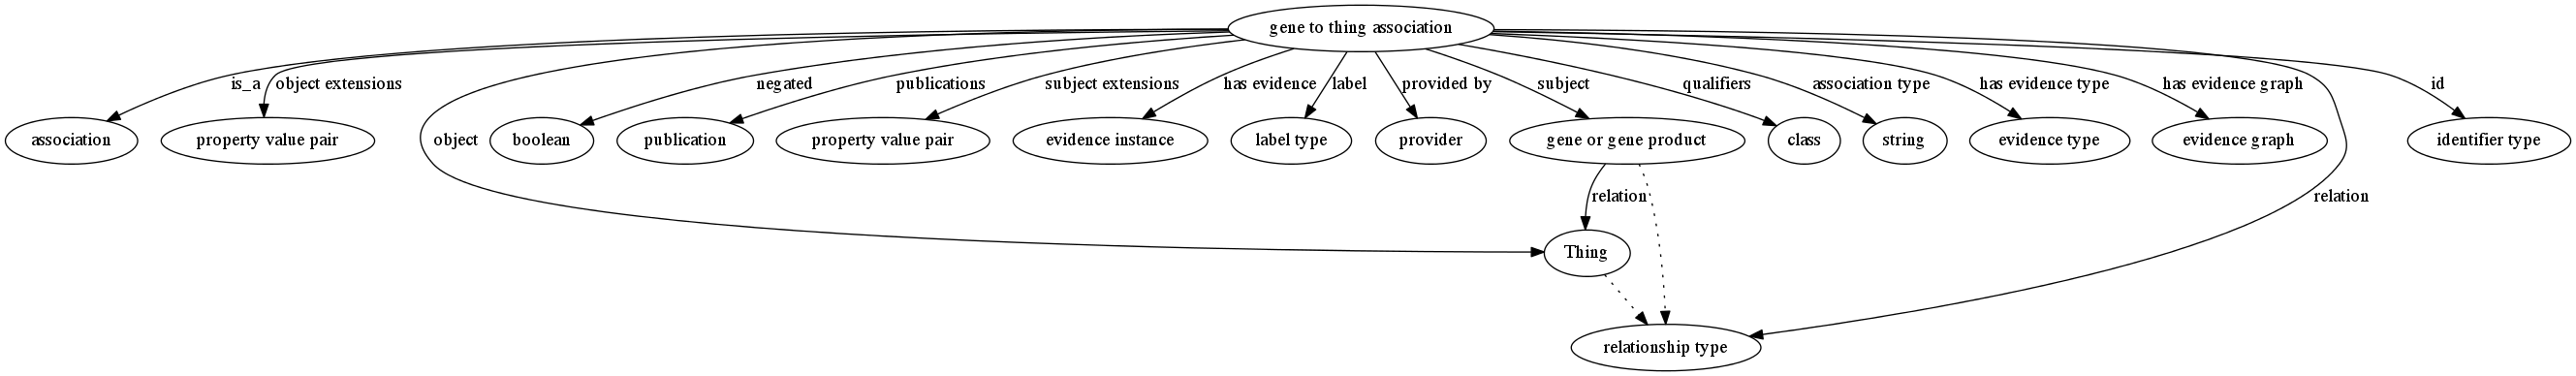 gene to thing association
is_a
object extensions
negated
publications
subject extensions
has evidence
label
provided by
subject
qualifiers
association type
has evidence type
has evidence graph
id
association
property value pair
object
boolean
publication
property value pair
evidence instance
label type
provider
gene or gene product
class
string
evidence type
evidence graph
identifier type
relation
relation
Thing
relationship type